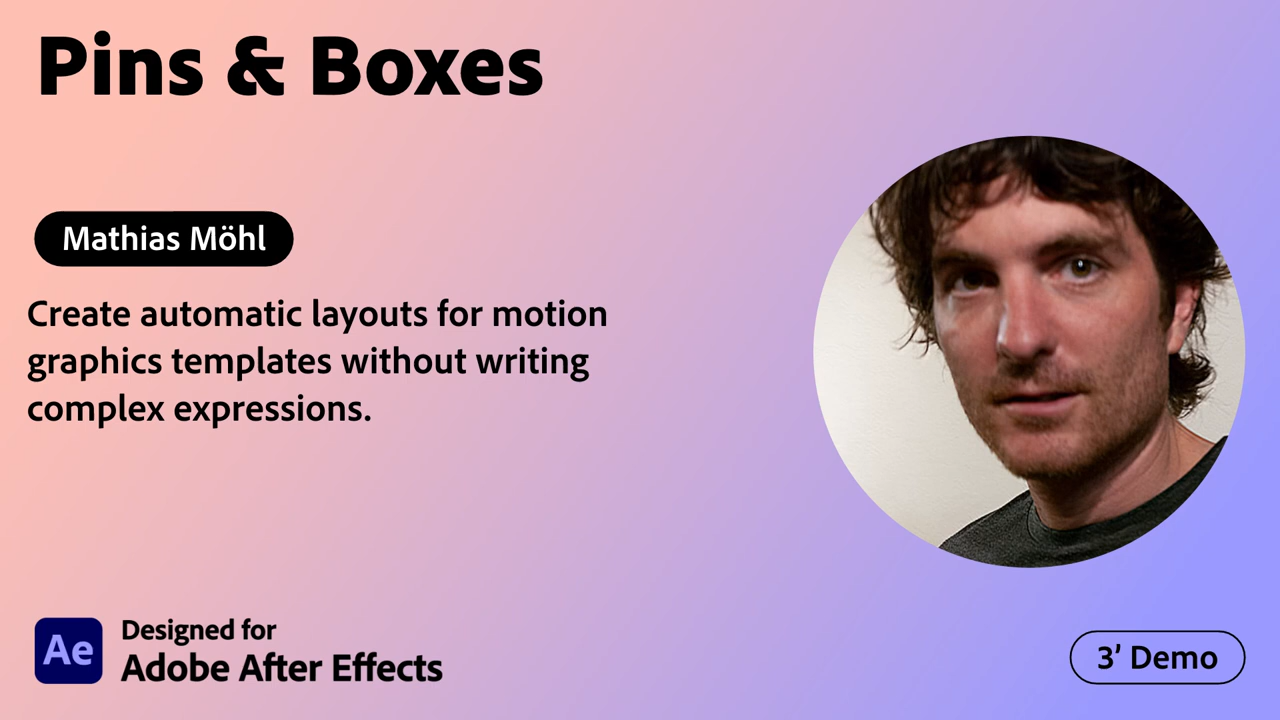 Pins & Boxes
Mathias Möhl
Create automatic layouts for motion
graphics templates without writing
complex expressions.
Ae
Designed for
Adobe After Effects
3’ Demo